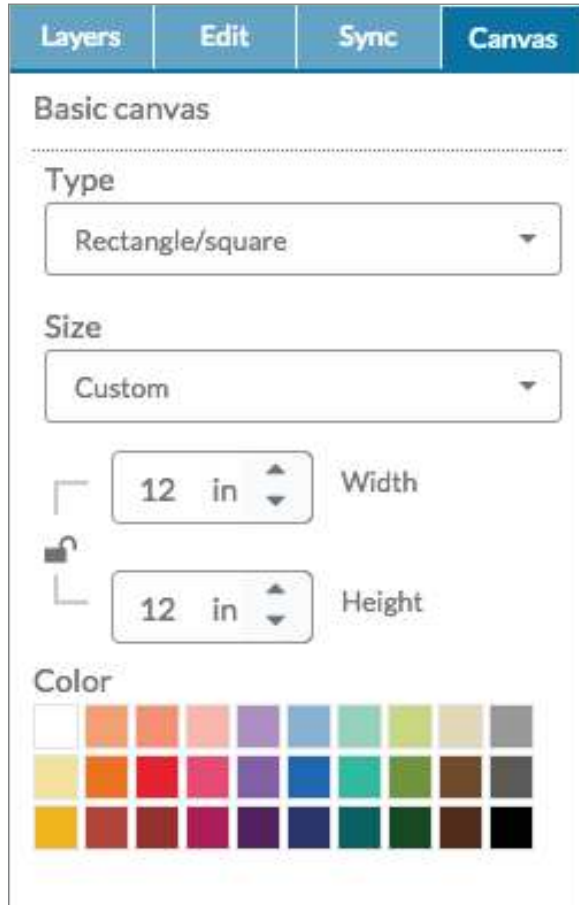 Layers Edit Sync Canvas
Basic canvas
Type
Rectangle/square
Size
Custom
12 in Width
12 in Height
Color